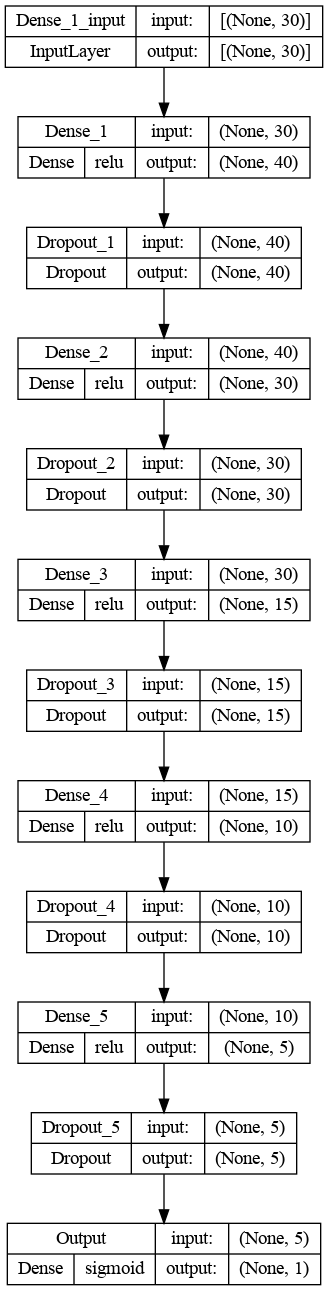 Dense_1_input input: [(None, 30)]
InputLayer output: [(None, 30)]
Dense_1 input: (None, 30)
Dense relu output: (None, 40)
Dropout_1 input: (None, 40)
Dropout output: (None, 40)
Dense_2 input: (None, 40)
Dense relu output: (None, 30)
Dropout_2 input: (None, 30)
Dropout output: (None, 30)
Dense_3 input: (None, 30)
Dense relu output: (None, 15)
Dropout_3 input: (None, 15)
Dropout output: (None, 15)
Dense_4 input: (None, 15)
Dense relu output: (None, 10)
Dropout_4 input: (None, 10)
Dropout output: (None, 10)
Dense_5 input: (None, 10)
Dense relu output: (None, 5)
Dropout_5 input: (None, 5)
Dropout output: (None, 5)
Output input: (None, 5)
Dense sigmoid output: (None, 1)